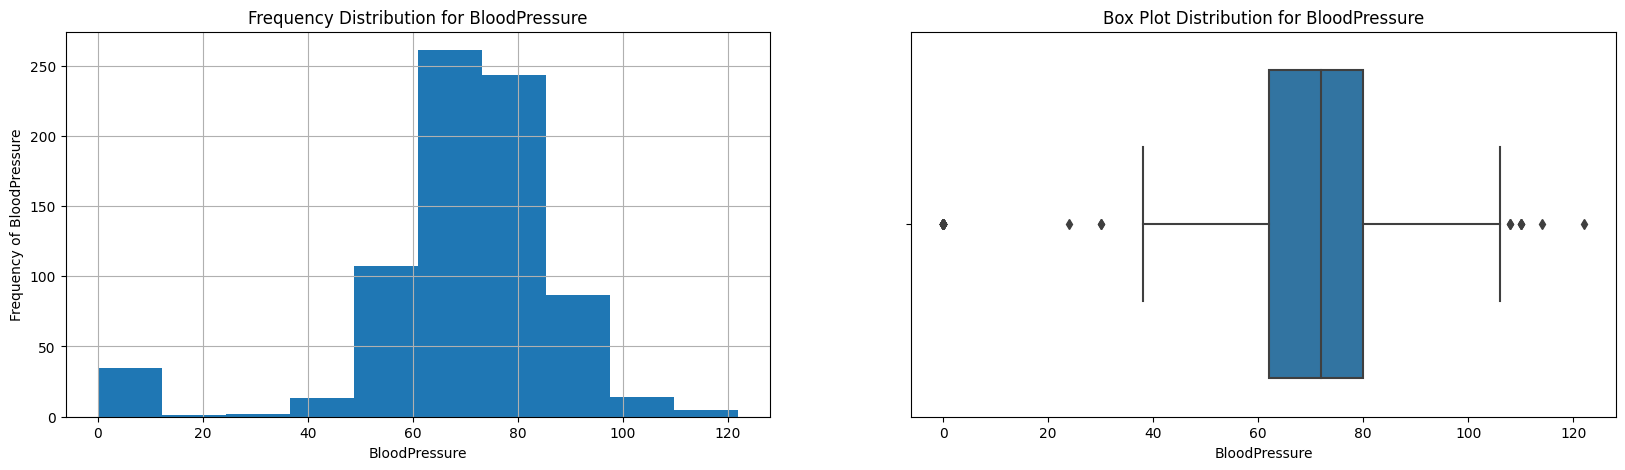 Frequency Distribution for BloodPressure
250
200
150
100
50
0
Frequency of BloodPressure
0 20 40 60 80 100 120
BloodPressure
Box Plot Distribution for BloodPressure
0 20 40 60 80 100 120
BloodPressure